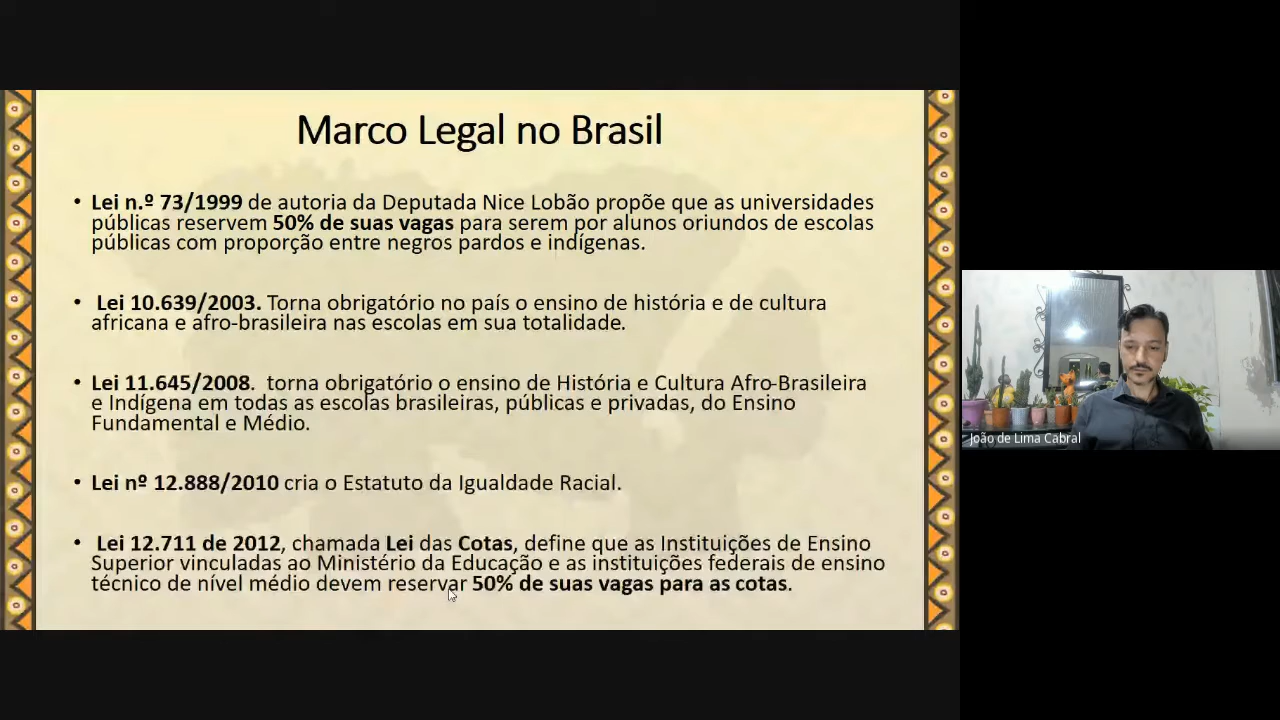 Marco Legal no Brasil
• Lei n.º 73/1999 de autoria da Deputada Nice Lobão propõe que as universidades
públicas reservem 50% de suas vagas para serem por alunos oriundos de escolas
públicas com proporção entre negros pardos e indígenas.
• Lei 10.639/2003. Torna obrigatório no país o ensino de história e de cultura
africana e afro-brasileira nas escolas em sua totalidade.
• Lei 11.645/2008. torna obrigatório o ensino de História e Cultura Afro-Brasileira
e Indígena em todas as escolas brasileiras, públicas e privadas, do Ensino
Fundamental e Médio.
• Lei nº 12.888/2010 cria o Estatuto da Igualdade Racial.
• Lei 12.711 de 2012, chamada Lei das Cotas, define que as Instituições de Ensino
Superior vinculadas ao Ministério da Educação e as instituições federais de ensino
técnico de nível médio devem reservar 50% de suas vagas para as cotas.
João de Lima Cabral